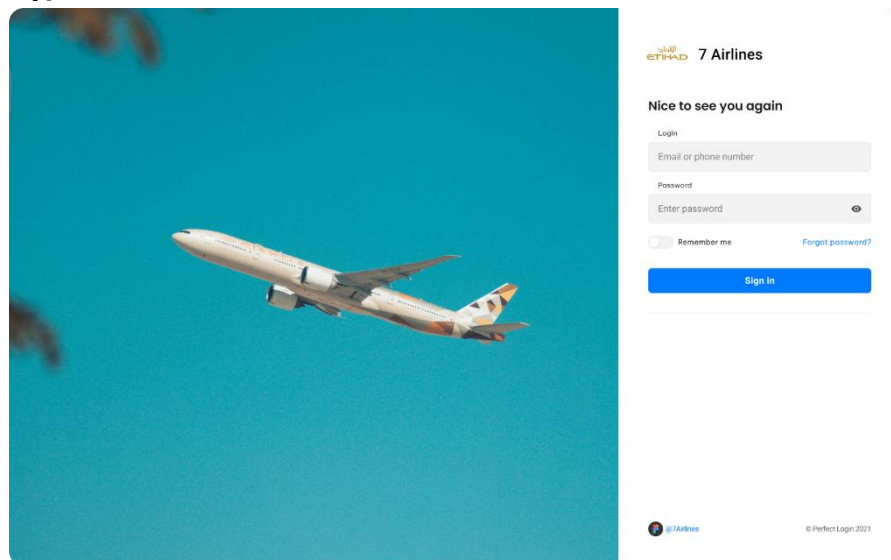 الإتحاد
ETIHAD 7 Airlines
Nice to see you again
Login
Email or phone number
Password
Enter password
Remember me Forgot password?
Sign in
@7Airlines © Perfect Login 2021